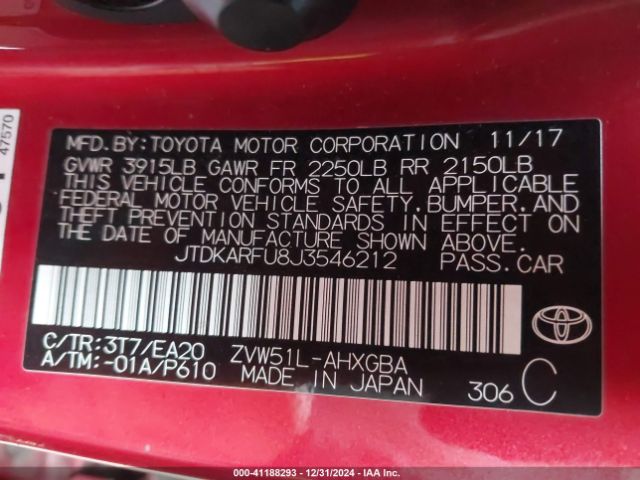 47570
MFD.BY:TOYOTA MOTOR CORPORATION 11/17
GVWR 3915LB GAWR FR 2250LB RR 2150LB
THIS VEHICLE CONFORMS TO ALL APPLICABLE
FEDERAL MOTOR VEHICLE SAFETY,BUMPER,AND
THEFT PREVENTION STANDARDS IN EFFECT ON
THE DATE OF MANUFACTURE SHOWN ABOVE.
JTDKARFU8J3546212 PASS.CAR
C/TR:3T7/EA20 ZVW51L-AHXGBA
A/TM:-01A/P610 MADE IN JAPAN 306 C
000-41188293 - 12/31/2024 - IAA Inc.